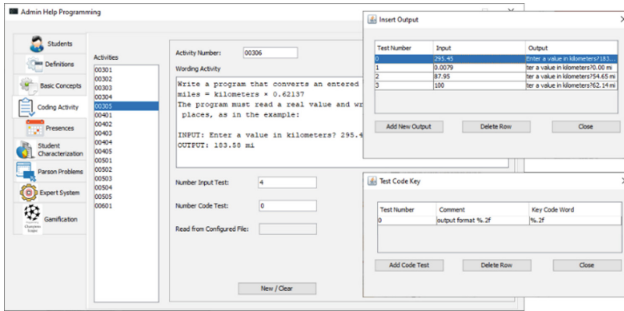 Admin Help Programming
Students
Definitions
Basic Concepts
Coding Activity
Presences
Student
Characterization
Parson Problems
Expert System
Gamification
Activities
00301
00302
00303
00304
00305
00401
00402
00403
00404
00405
00501
00502
00503
00504
00505
00601
Activity Number:
00306
Wording Activity
Write a program that converts an entered
miles = kilometers × 0.62137
The program must read a real value and wr
places, as in the example:
INPUT: Enter a value in kilometers? 295.4
OUTPUT: 183.58 mi
Number Input Test:
4
Number Code Test:
0
Read from Configured File:
New / Clear
Insert Output
Test Number Input Output
0 295.45 Enter a value in kilometers?183...
1 0.0079 ter a value in kilometers?0.00 mi
2 87.95 ter a value in kilometers?54.65 mi
3 100 ter a value in kilometers?62.14 mi
Add New Output Delete Row Close
Test Code Key
Test Number Comment Key Code Word
0 output format %.2f %.2f
Add Code Test Delete Row Close